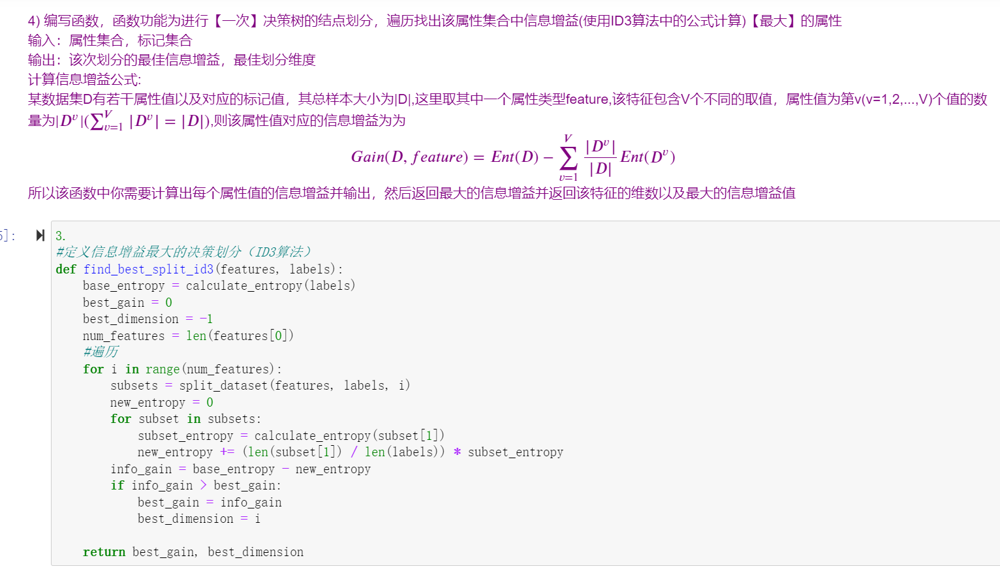 4) 编写函数，函数功能为进行【一次】决策树的结点划分，遍历找出该属性集合中信息增益(使用ID3算法中的公式计算)【最大】的属性
输入：属性集合，标记集合
输出：该次划分的最佳信息增益，最佳划分维度
计算信息增益公式:
某数据集D有若干属性值以及对应的标记值，其总样本大小为|D|,这里取其中一个属性类型feature,该特征包含V个不同的取值，属性值为第v(v=1,2,...,V)个值的数
量为|D^v|(∑_{v=1}^{V} |D^v| = |D|),则该属性值对应的信息增益为为
Gain(D, feature) = Ent(D) − ∑_{v=1}^{V} |D^v|/|D| Ent(D^v)
所以该函数中你需要计算出每个属性值的信息增益并输出，然后返回最大的信息增益并返回该特征的维数以及最大的信息增益值
5]:
3.
#定义信息增益最大的决策划分（ID3算法）
def find_best_split_id3(features, labels):
    base_entropy = calculate_entropy(labels)
    best_gain = 0
    best_dimension = -1
    num_features = len(features[0])
    #遍历
    for i in range(num_features):
        subsets = split_dataset(features, labels, i)
        new_entropy = 0
        for subset in subsets:
            subset_entropy = calculate_entropy(subset[1])
            new_entropy += (len(subset[1]) / len(labels)) * subset_entropy
        info_gain = base_entropy - new_entropy
        if info_gain > best_gain:
            best_gain = info_gain
            best_dimension = i
    return best_gain, best_dimension